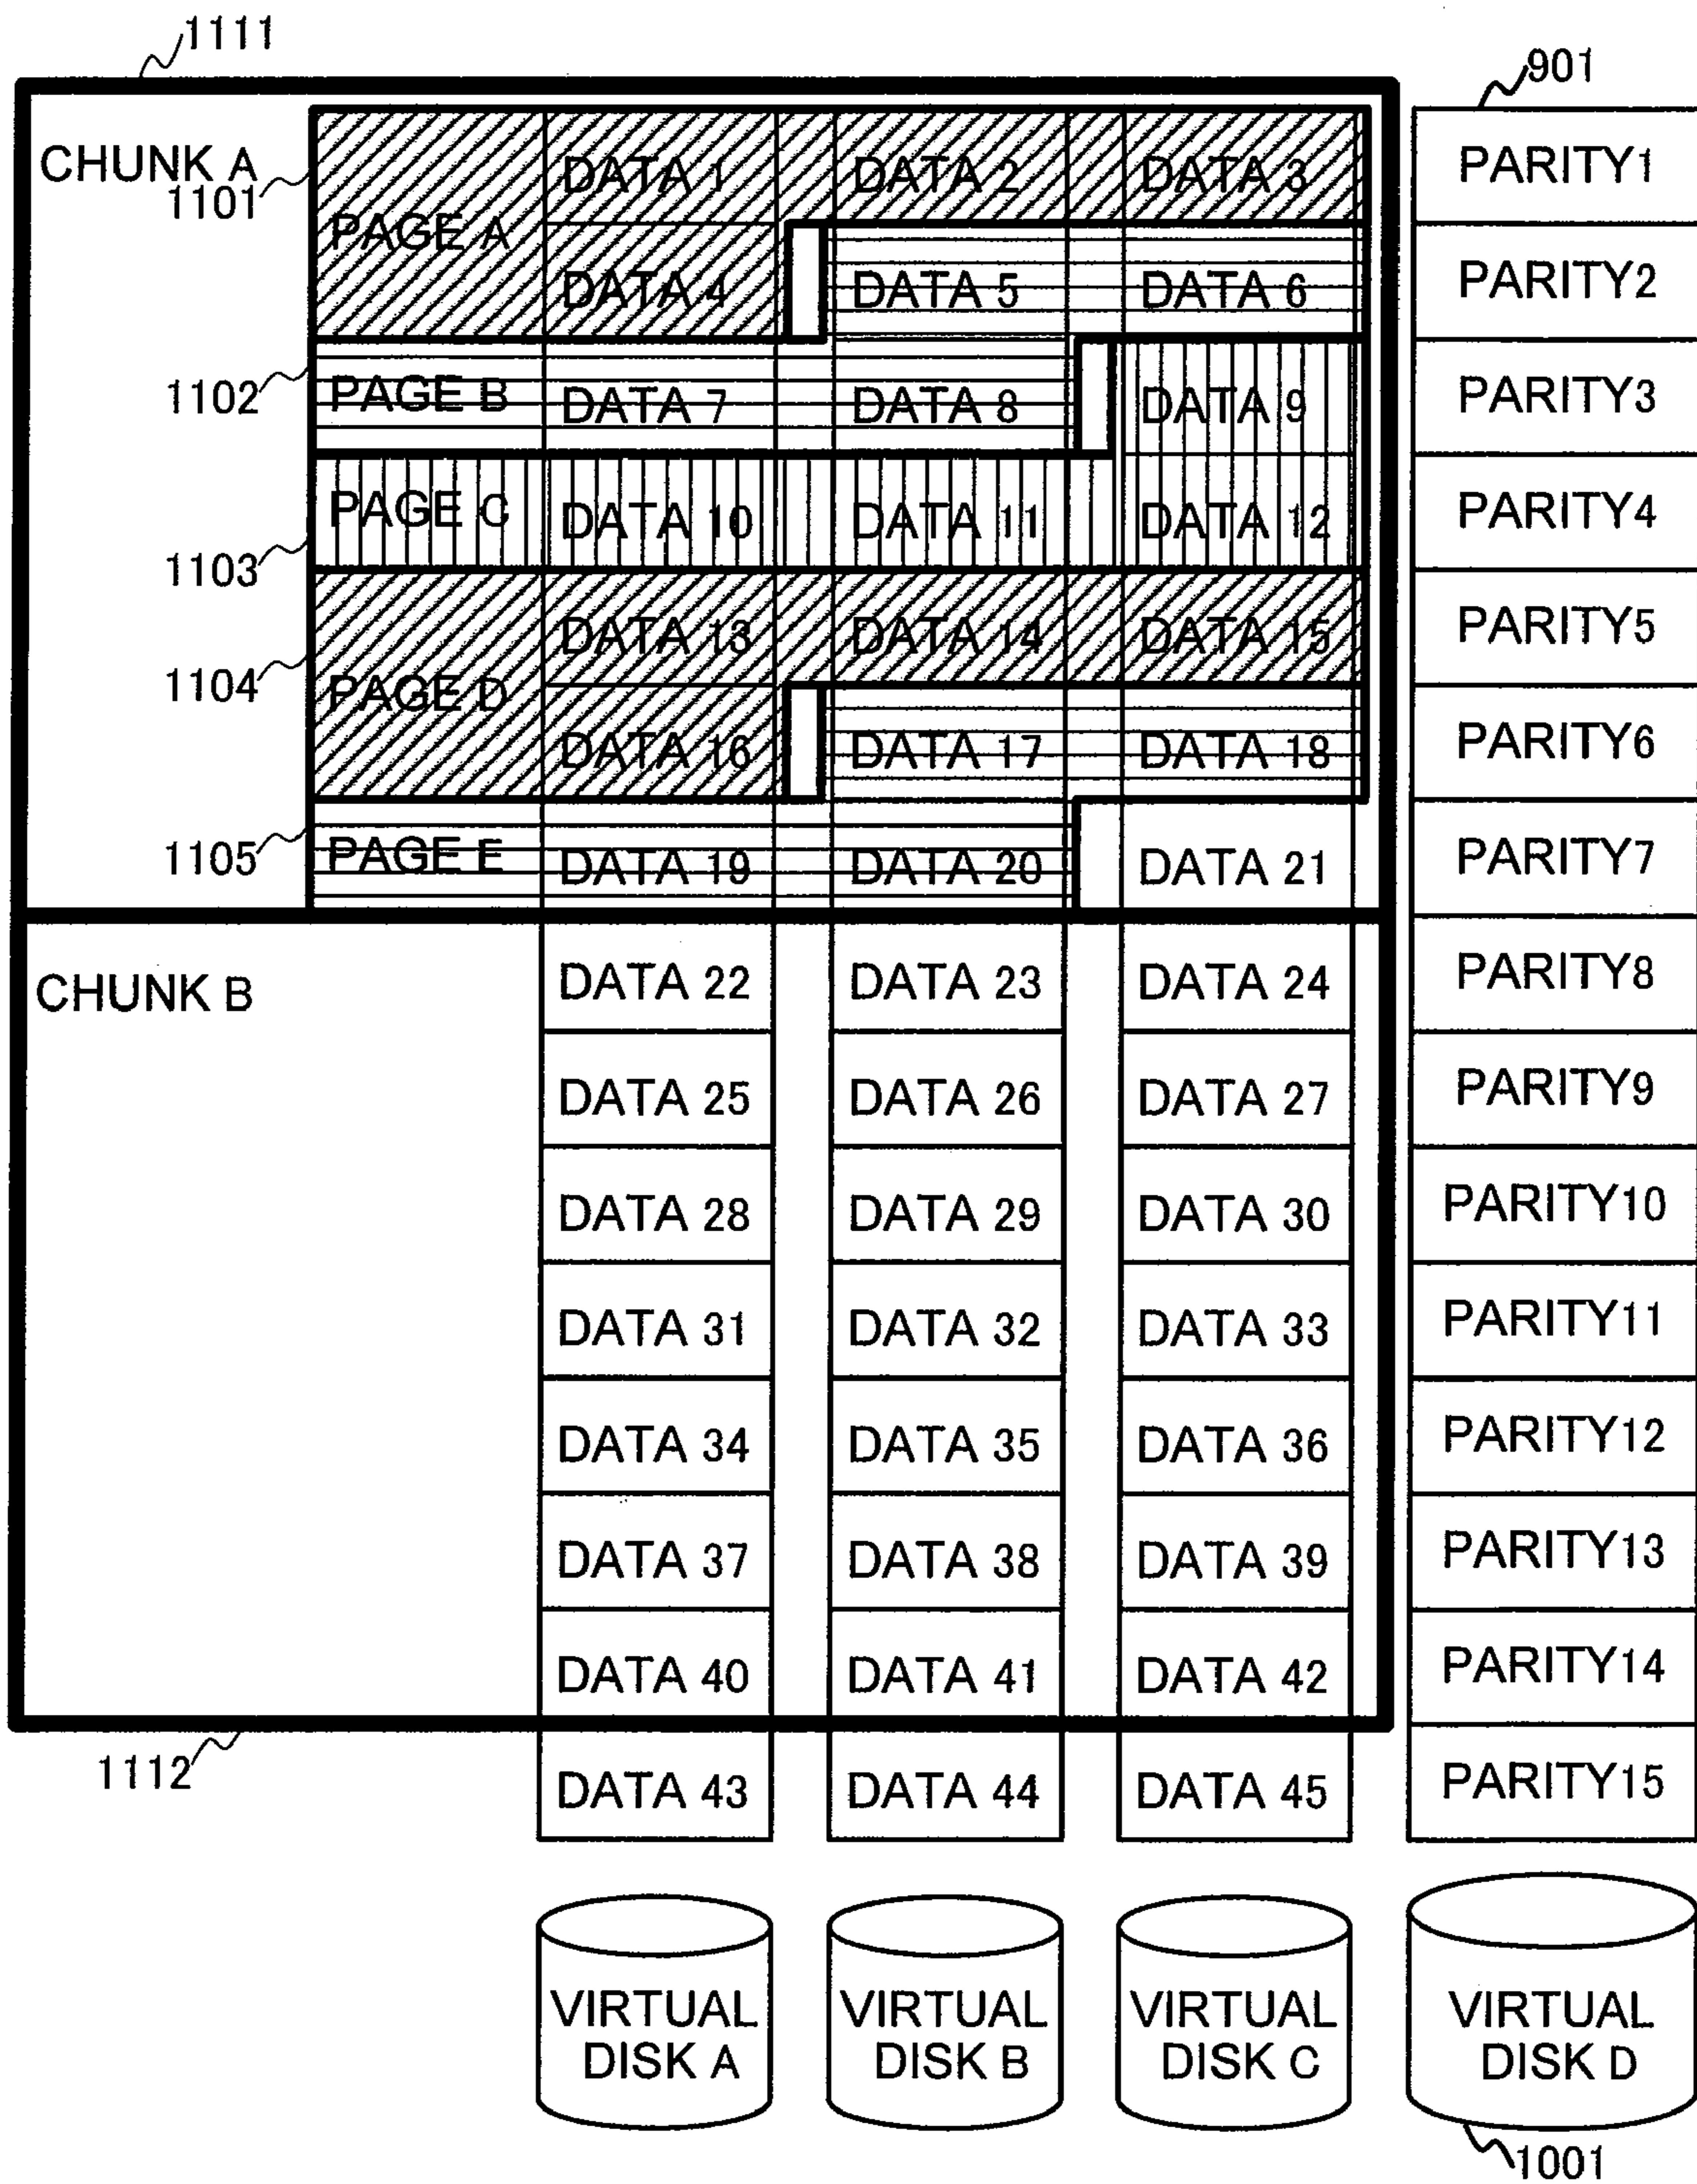 1111
901
CHUNK A
1101
DATA 1 DATA 2 DATA 3 PARITY1
PAGE A
DATA 4 DATA 5 DATA 6 PARITY2
1102
PAGE B DATA 7 DATA 8 DATA 9 PARITY3
PAGE C DATA 10 DATA 11 DATA 12 PARITY4
1103
DATA 13 DATA 14 DATA 15 PARITY5
1104
PAGE D
DATA 16 DATA 17 DATA 18 PARITY6
1105
PAGE E DATA 19 DATA 20 DATA 21 PARITY7
CHUNK B DATA 22 DATA 23 DATA 24 PARITY8
DATA 25 DATA 26 DATA 27 PARITY9
DATA 28 DATA 29 DATA 30 PARITY10
DATA 31 DATA 32 DATA 33 PARITY11
DATA 34 DATA 35 DATA 36 PARITY12
DATA 37 DATA 38 DATA 39 PARITY13
DATA 40 DATA 41 DATA 42 PARITY14
1112
DATA 43 DATA 44 DATA 45 PARITY15
VIRTUAL DISK A
VIRTUAL DISK B
VIRTUAL DISK C
VIRTUAL DISK D
1001